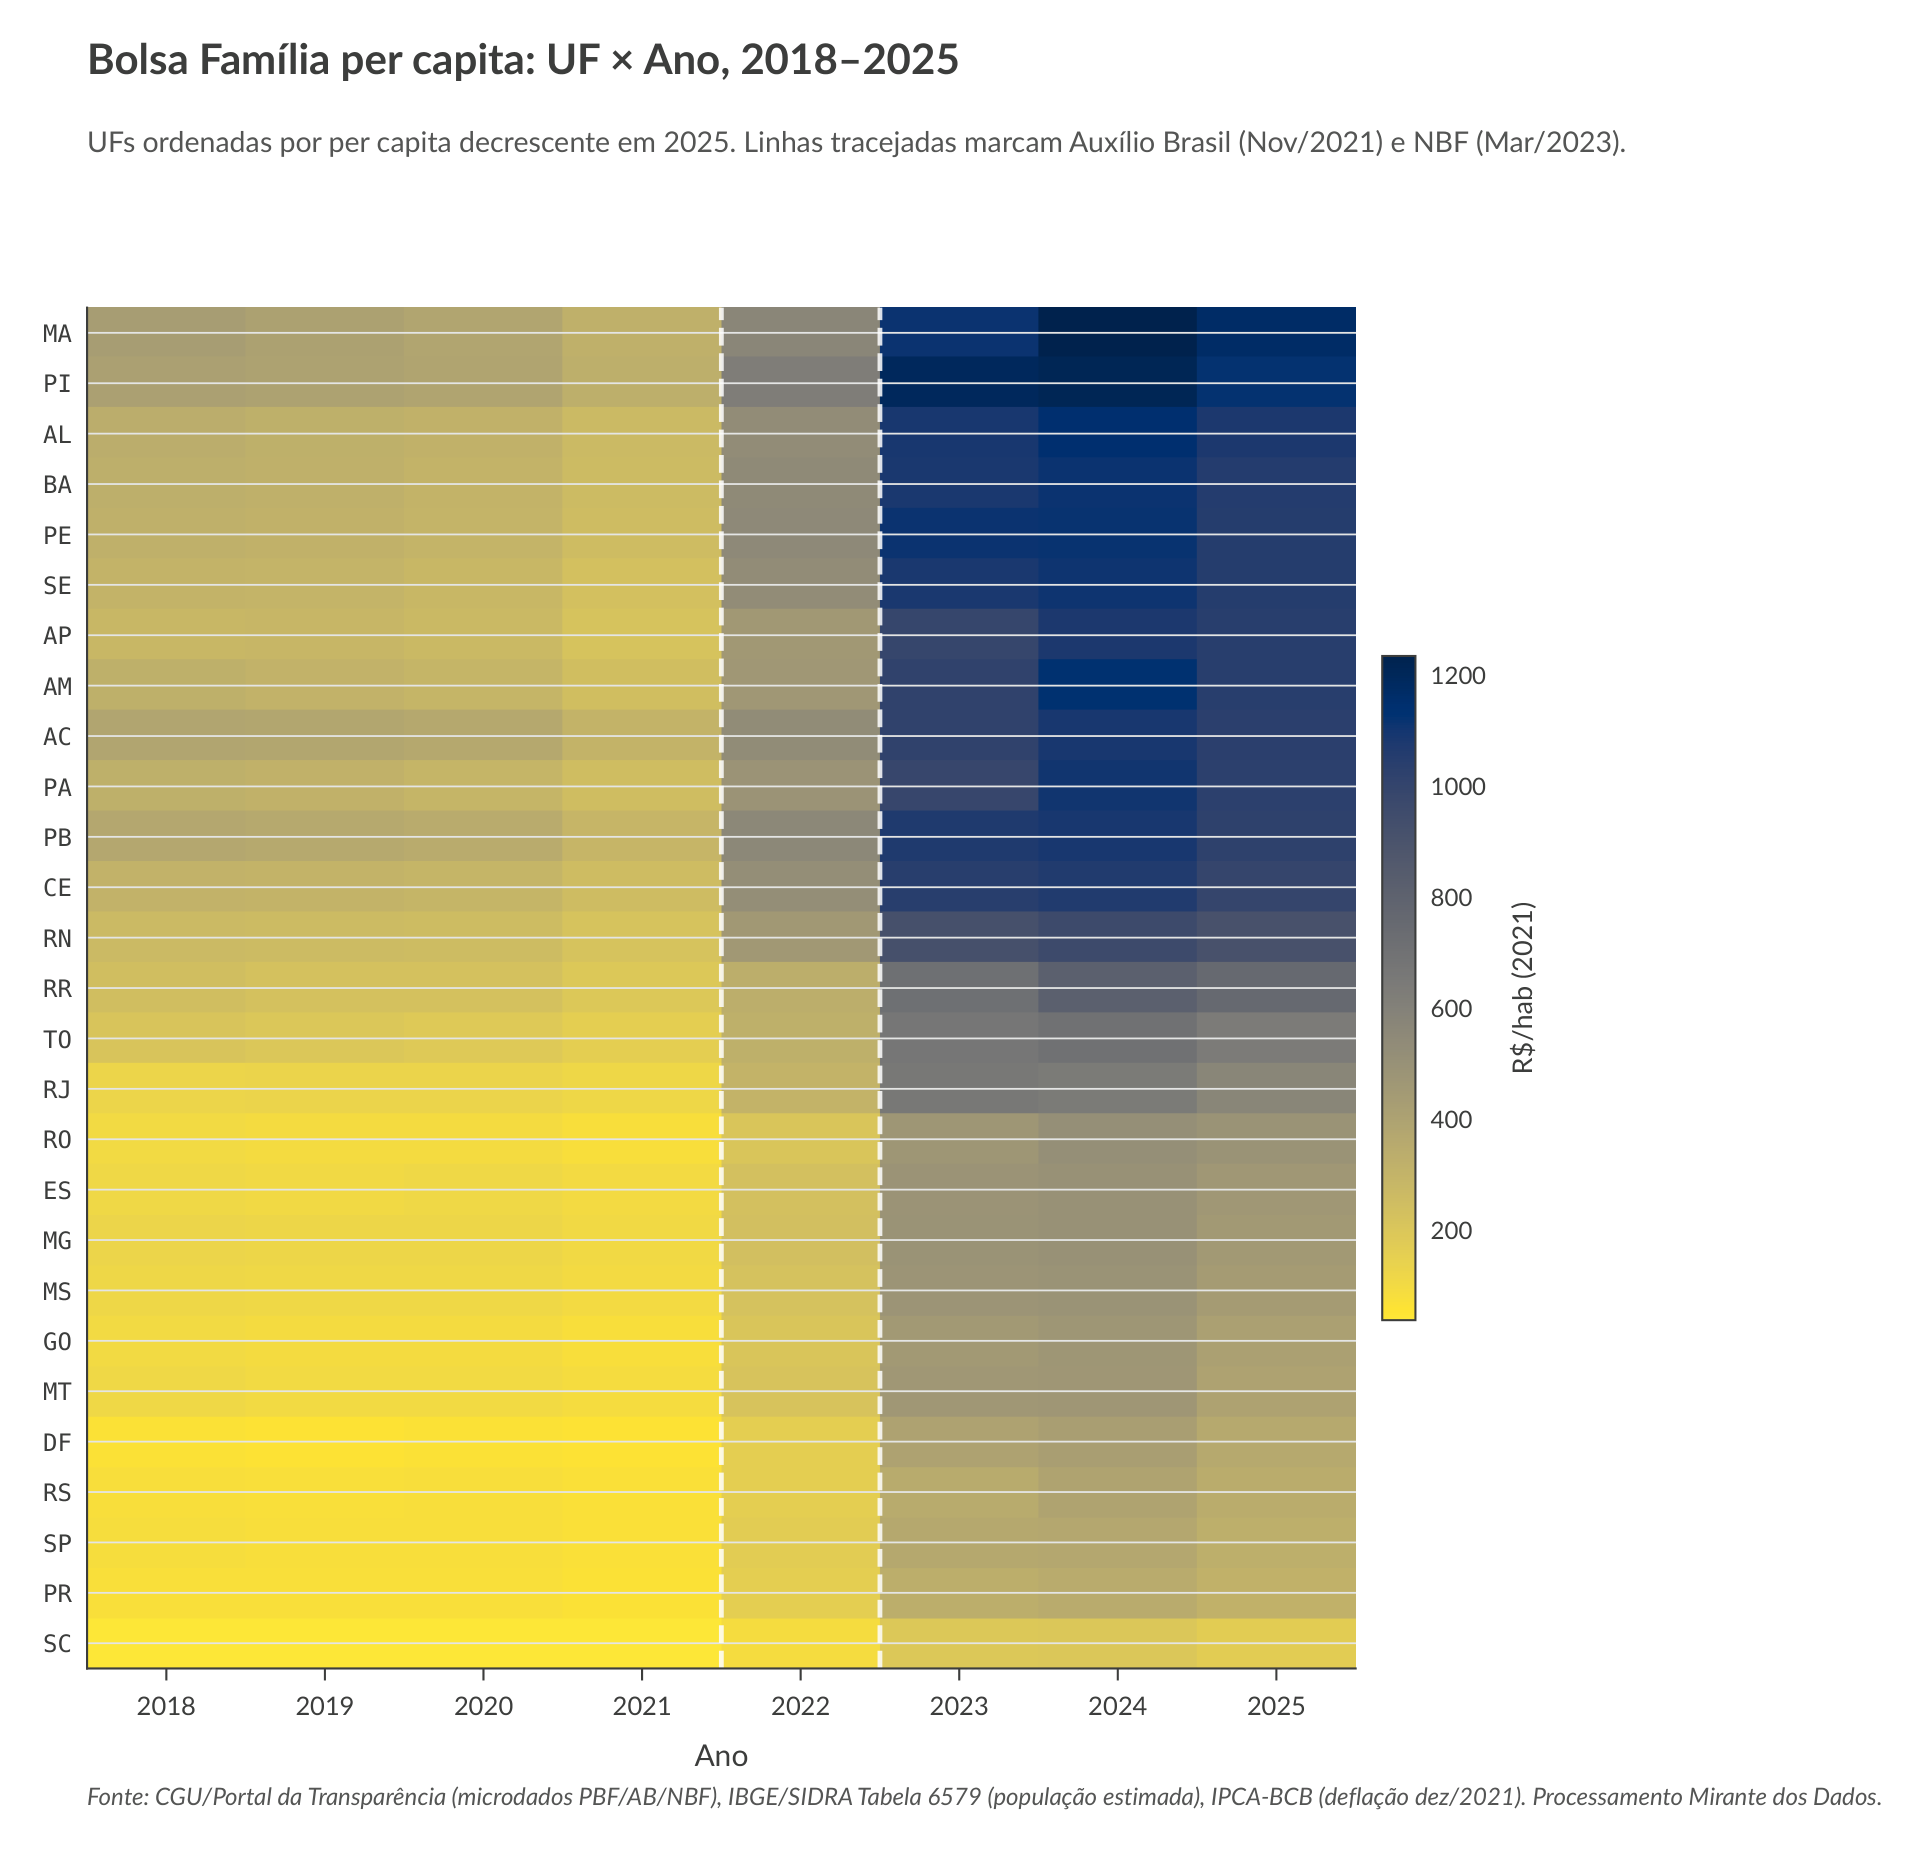 Bolsa Família per capita: UF × Ano, 2018–2025
UFs ordenadas por per capita decrescente em 2025. Linhas tracejadas marcam Auxílio Brasil (Nov/2021) e NBF (Mar/2023).
MA
PI
AL
BA
PE
SE
AP
AM
AC
PA
PB
CE
RN
RR
TO
RJ
RO
ES
MG
MS
GO
MT
DF
RS
SP
PR
SC
1200
1000
800
600
400
200
R$/hab (2021)
2018 2019 2020 2021 2022 2023 2024 2025
Ano
Fonte: CGU/Portal da Transparência (microdados PBF/AB/NBF), IBGE/SIDRA Tabela 6579 (população estimada), IPCA-BCB (deflação dez/2021). Processamento Mirante dos Dados.